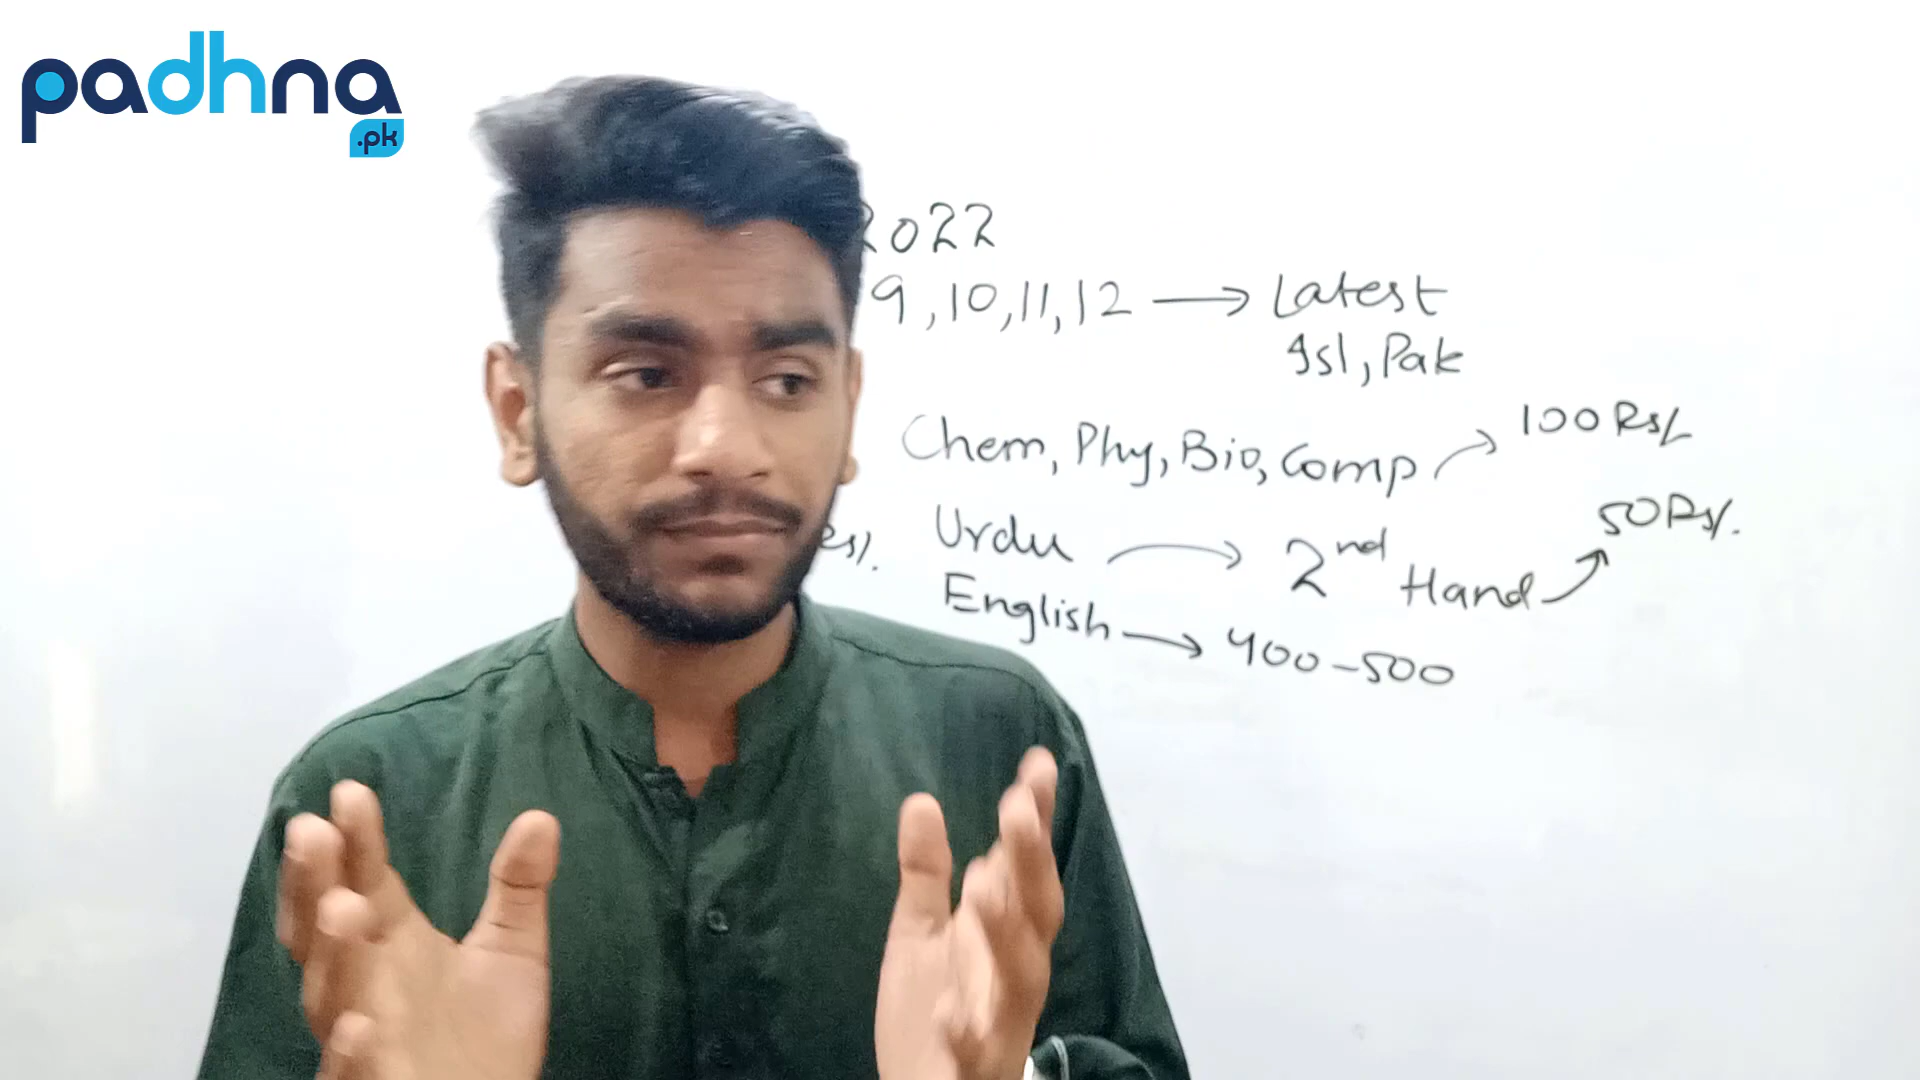 padhna
.pk
2022
9, 10, 11, 12 → Latest
Isl, Pak
Chem, Phy, Bio, Comp → 100 Rs/
Urdu → 2nd Hand → 50 Rs/.
English → 400-500